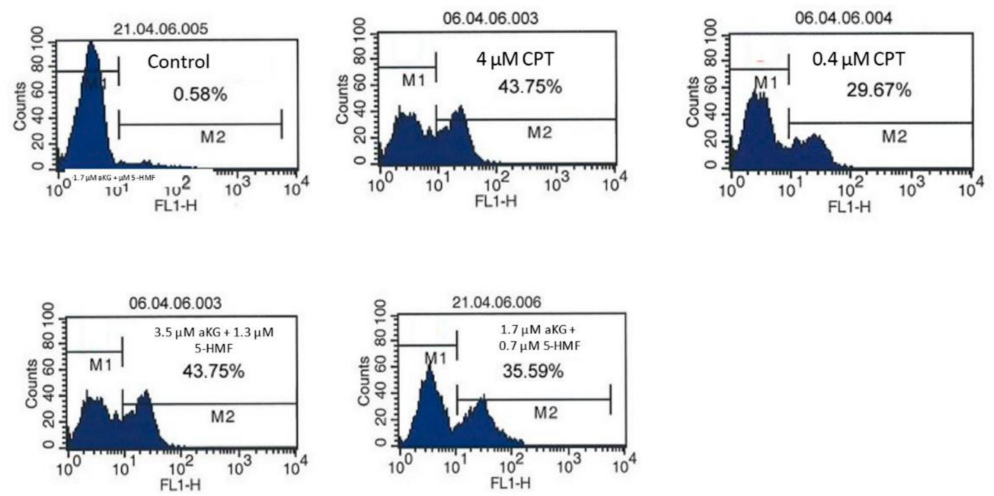 21.04.06.005
Counts
0 20 40 60 80 100
Control
M1
0.58%
M2
1.7 µM aKG + µM 5-HMF
10^0 10^1 10^2 10^3 10^4
FL1-H
06.04.06.003
Counts
0 20 40 60 80 100
4 µM CPT
M1
43.75%
M2
10^0 10^1 10^2 10^3 10^4
FL1-H
06.04.06.004
Counts
0 20 40 60 80 100
0.4 µM CPT
M1
29.67%
M2
10^0 10^1 10^2 10^3 10^4
FL1-H
06.04.06.003
Counts
0 20 40 60 80 100
3.5 µM aKG + 1.3 µM
5-HMF
M1
43.75%
M2
10^0 10^1 10^2 10^3 10^4
FL1-H
21.04.06.006
Counts
0 20 40 60 80 100
1.7 µM aKG +
0.7 µM 5-HMF
M1
35.59%
M2
10^0 10^1 10^2 10^3 10^4
FL1-H